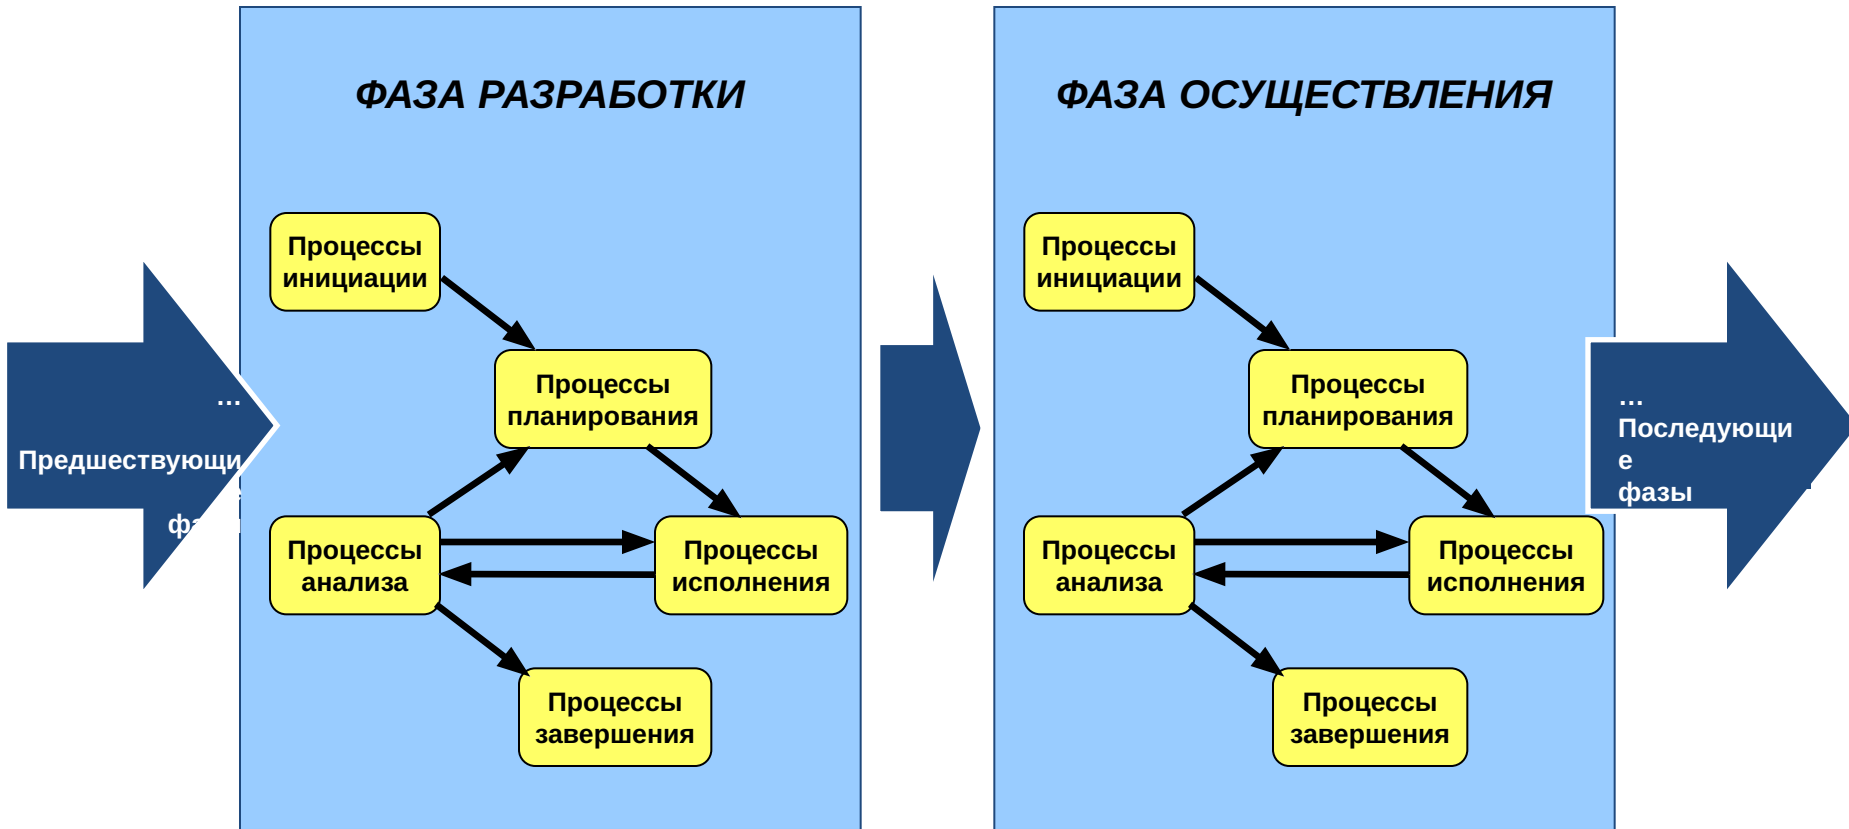 ФАЗА РАЗРАБОТКИ
Процессы
инициации
Процессы
планирования
Процессы
анализа
Процессы
исполнения
Процессы
завершения
ФАЗА ОСУЩЕСТВЛЕНИЯ
Процессы
инициации
Процессы
планирования
Процессы
анализа
Процессы
исполнения
Процессы
завершения
…
Предшествующи
е
фазы
…
Последующи
е
фазы